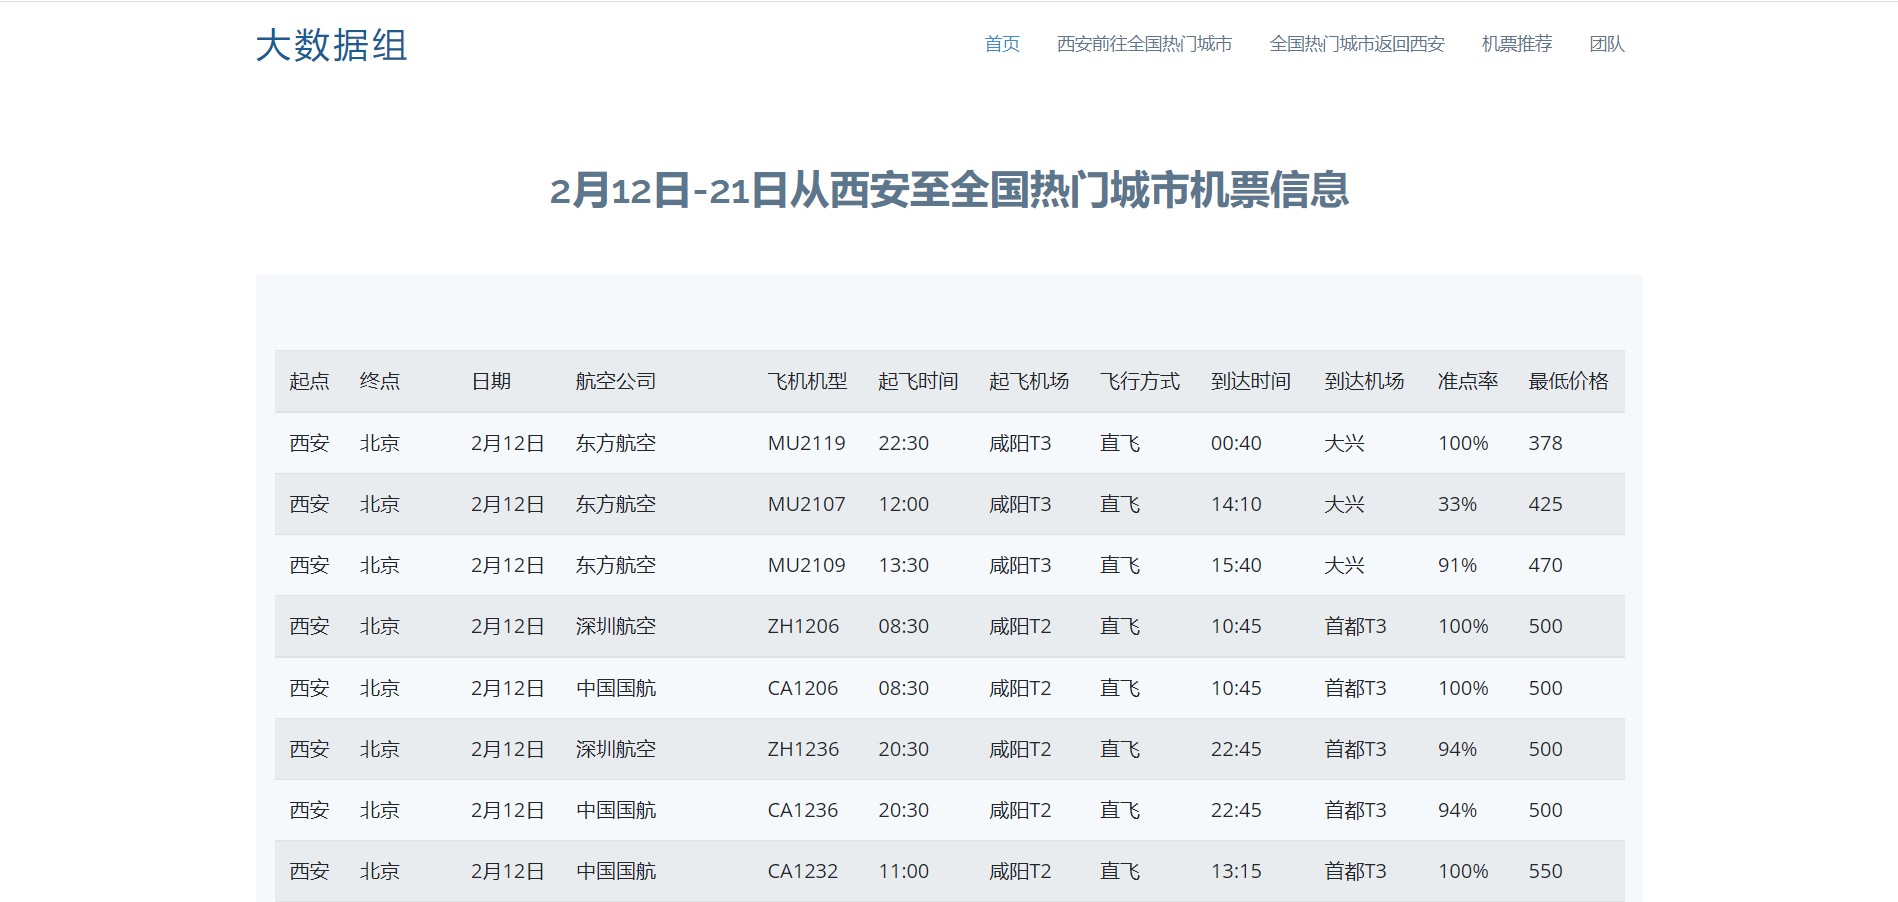 大数据组
首页 西安前往全国热门城市 全国热门城市返回西安 机票推荐 团队
2月12日-21日从西安至全国热门城市机票信息
起点 终点 日期 航空公司 飞机机型 起飞时间 起飞机场 飞行方式 到达时间 到达机场 准点率 最低价格
西安 北京 2月12日 东方航空 MU2119 22:30 咸阳T3 直飞 00:40 大兴 100% 378
西安 北京 2月12日 东方航空 MU2107 12:00 咸阳T3 直飞 14:10 大兴 33% 425
西安 北京 2月12日 东方航空 MU2109 13:30 咸阳T3 直飞 15:40 大兴 91% 470
西安 北京 2月12日 深圳航空 ZH1206 08:30 咸阳T2 直飞 10:45 首都T3 100% 500
西安 北京 2月12日 中国国航 CA1206 08:30 咸阳T2 直飞 10:45 首都T3 100% 500
西安 北京 2月12日 深圳航空 ZH1236 20:30 咸阳T2 直飞 22:45 首都T3 94% 500
西安 北京 2月12日 中国国航 CA1236 20:30 咸阳T2 直飞 22:45 首都T3 94% 500
西安 北京 2月12日 中国国航 CA1232 11:00 咸阳T2 直飞 13:15 首都T3 100% 550